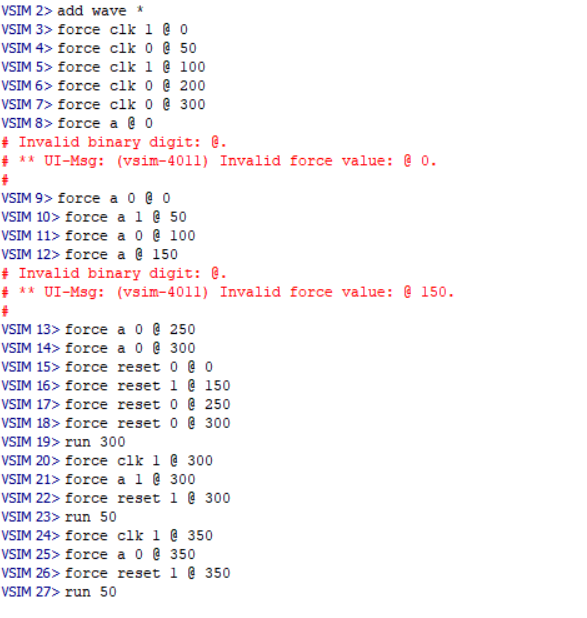 VSIM 2> add wave *
VSIM 3> force clk 1 @ 0
VSIM 4> force clk 0 @ 50
VSIM 5> force clk 1 @ 100
VSIM 6> force clk 0 @ 200
VSIM 7> force clk 0 @ 300
VSIM 8> force a @ 0
# Invalid binary digit: @.
# ** UI-Msg: (vsim-4011) Invalid force value: @ 0.
#
VSIM 9> force a 0 @ 0
VSIM 10> force a 1 @ 50
VSIM 11> force a 0 @ 100
VSIM 12> force a @ 150
# Invalid binary digit: @.
# ** UI-Msg: (vsim-4011) Invalid force value: @ 150.
#
VSIM 13> force a 0 @ 250
VSIM 14> force a 0 @ 300
VSIM 15> force reset 0 @ 0
VSIM 16> force reset 1 @ 150
VSIM 17> force reset 0 @ 250
VSIM 18> force reset 0 @ 300
VSIM 19> run 300
VSIM 20> force clk 1 @ 300
VSIM 21> force a 1 @ 300
VSIM 22> force reset 1 @ 300
VSIM 23> run 50
VSIM 24> force clk 1 @ 350
VSIM 25> force a 0 @ 350
VSIM 26> force reset 1 @ 350
VSIM 27> run 50